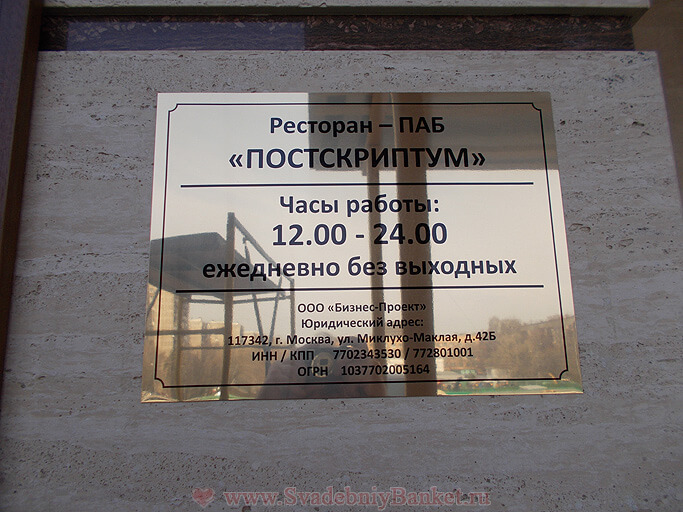 Ресторан – ПАБ
«ПОСТСКРИПТУМ»
Часы работы:
12.00 - 24.00
ежедневно без выходных
ООО «Бизнес-Проект»
Юридический адрес:
117342, г. Москва, ул. Миклухо-Маклая, д.42Б
ИНН / КПП 7702343530 / 772801001
ОГРН 1037702005164
www.SvadebniyBanket.ru